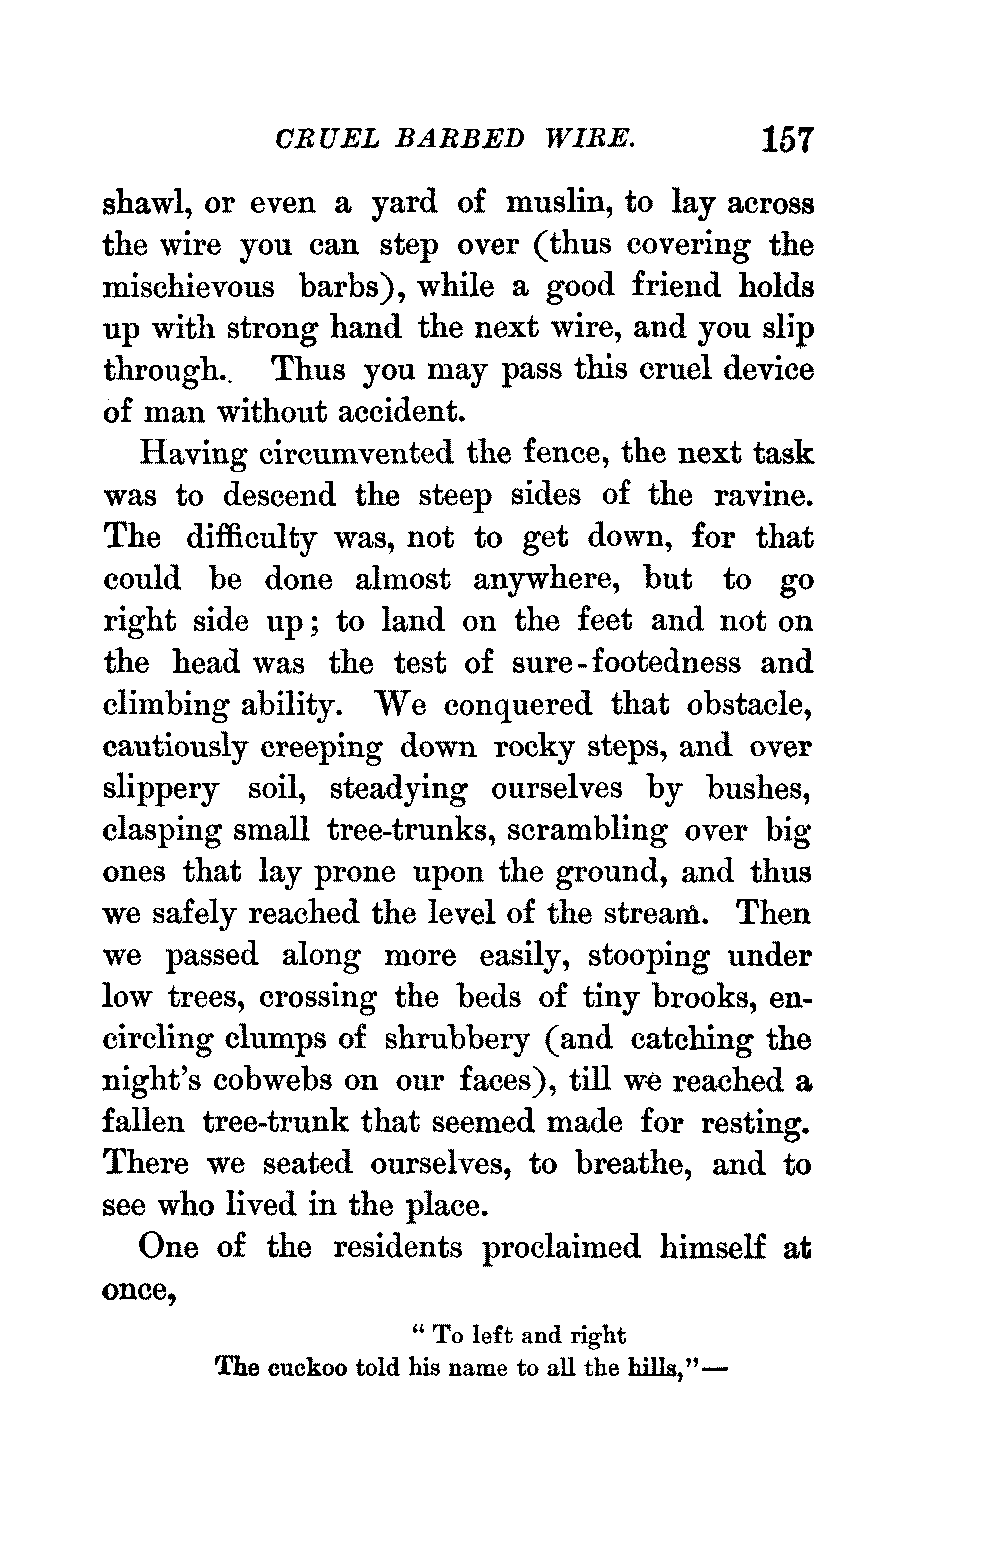 CRUEL BARBED WIRE. 157
shawl, or even a yard of muslin, to lay across
the wire you can step over (thus covering the
mischievous barbs), while a good friend holds
up with strong hand the next wire, and you slip
through.. Thus you may pass this cruel device
of man without accident.
Having circumvented the fence, the next task
was to descend the steep sides of the ravine.
The difficulty was, not to get down, for that
could be done almost anywhere, but to go
right side up; to land on the feet and not on
the head was the test of sure-footedness and
climbing ability. We conquered that obstacle,
cautiously creeping down rocky steps, and over
slippery soil, steadying ourselves by bushes,
clasping small tree-trunks, scrambling over big
ones that lay prone upon the ground, and thus
we safely reached the level of the stream. Then
we passed along more easily, stooping under
low trees, crossing the beds of tiny brooks, en-
circling clumps of shrubbery (and catching the
night's cobwebs on our faces), till we reached a
fallen tree-trunk that seemed made for resting.
There we seated ourselves, to breathe, and to
see who lived in the place.
One of the residents proclaimed himself at
once,
“ To left and right
The cuckoo told his name to all the hills,”—